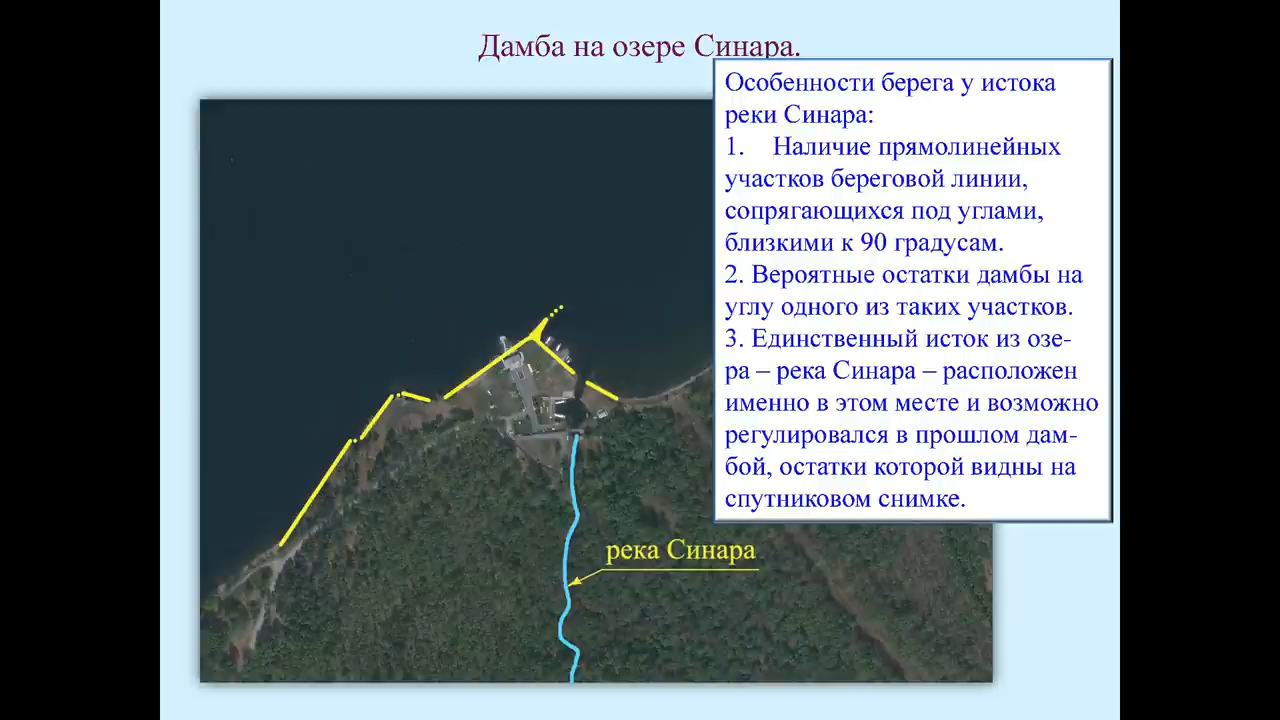 Дамба на озере Синара.
Особенности берега у истока
реки Синара:
1. Наличие прямолинейных
участков береговой линии,
сопрягающихся под углами,
близкими к 90 градусам.
2. Вероятные остатки дамбы на
углу одного из таких участков.
3. Единственный исток из озе-
ра – река Синара – расположен
именно в этом месте и возможно
регулировался в прошлом дам-
бой, остатки которой видны на
спутниковом снимке.
река Синара